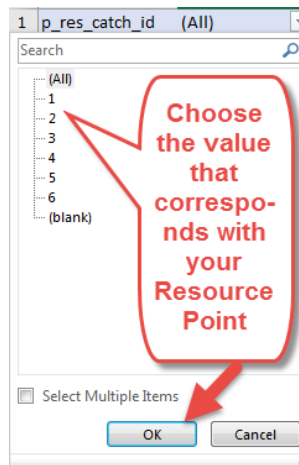 1 p_res_catch_id (All)
Search
(All)
1
2
3
4
5
6
(blank)
Choose
the value
that
correspo-
nds with
your
Resource
Point
Select Multiple Items
OK Cancel